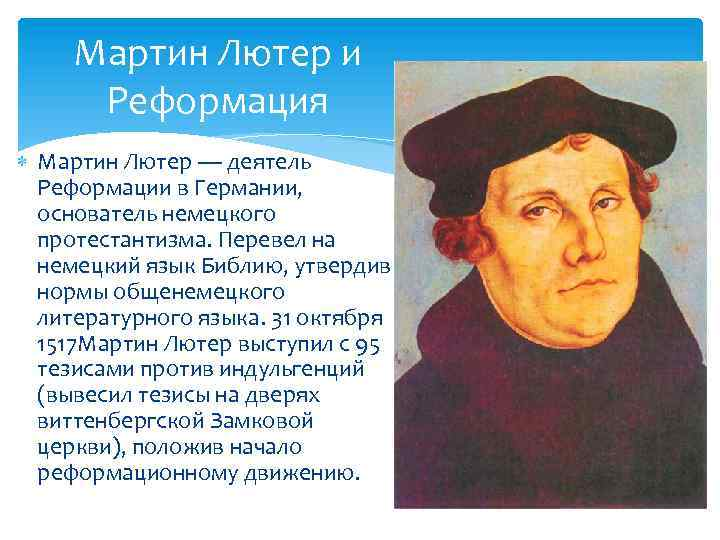 Мартин Лютер и
Реформация
Мартин Лютер — деятель
Реформации в Германии,
основатель немецкого
протестантизма. Перевел на
немецкий язык Библию, утвердив
нормы общенемецкого
литературного языка. 31 октября
1517Мартин Лютер выступил с 95
тезисами против индульгенций
(вывесил тезисы на дверях
виттенбергской Замковой
церкви), положив начало
реформационному движению.